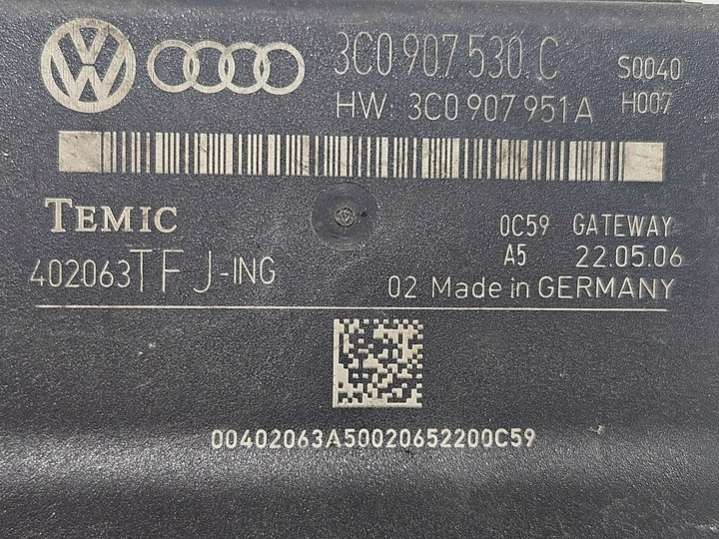 3C0 907 530 C S0040
HW: 3C0 907 951 A H007
TEMIC 0C59 GATEWAY
402063TFJ-ING A5 22.05.06
02 Made in GERMANY
00402063A50020652200C59